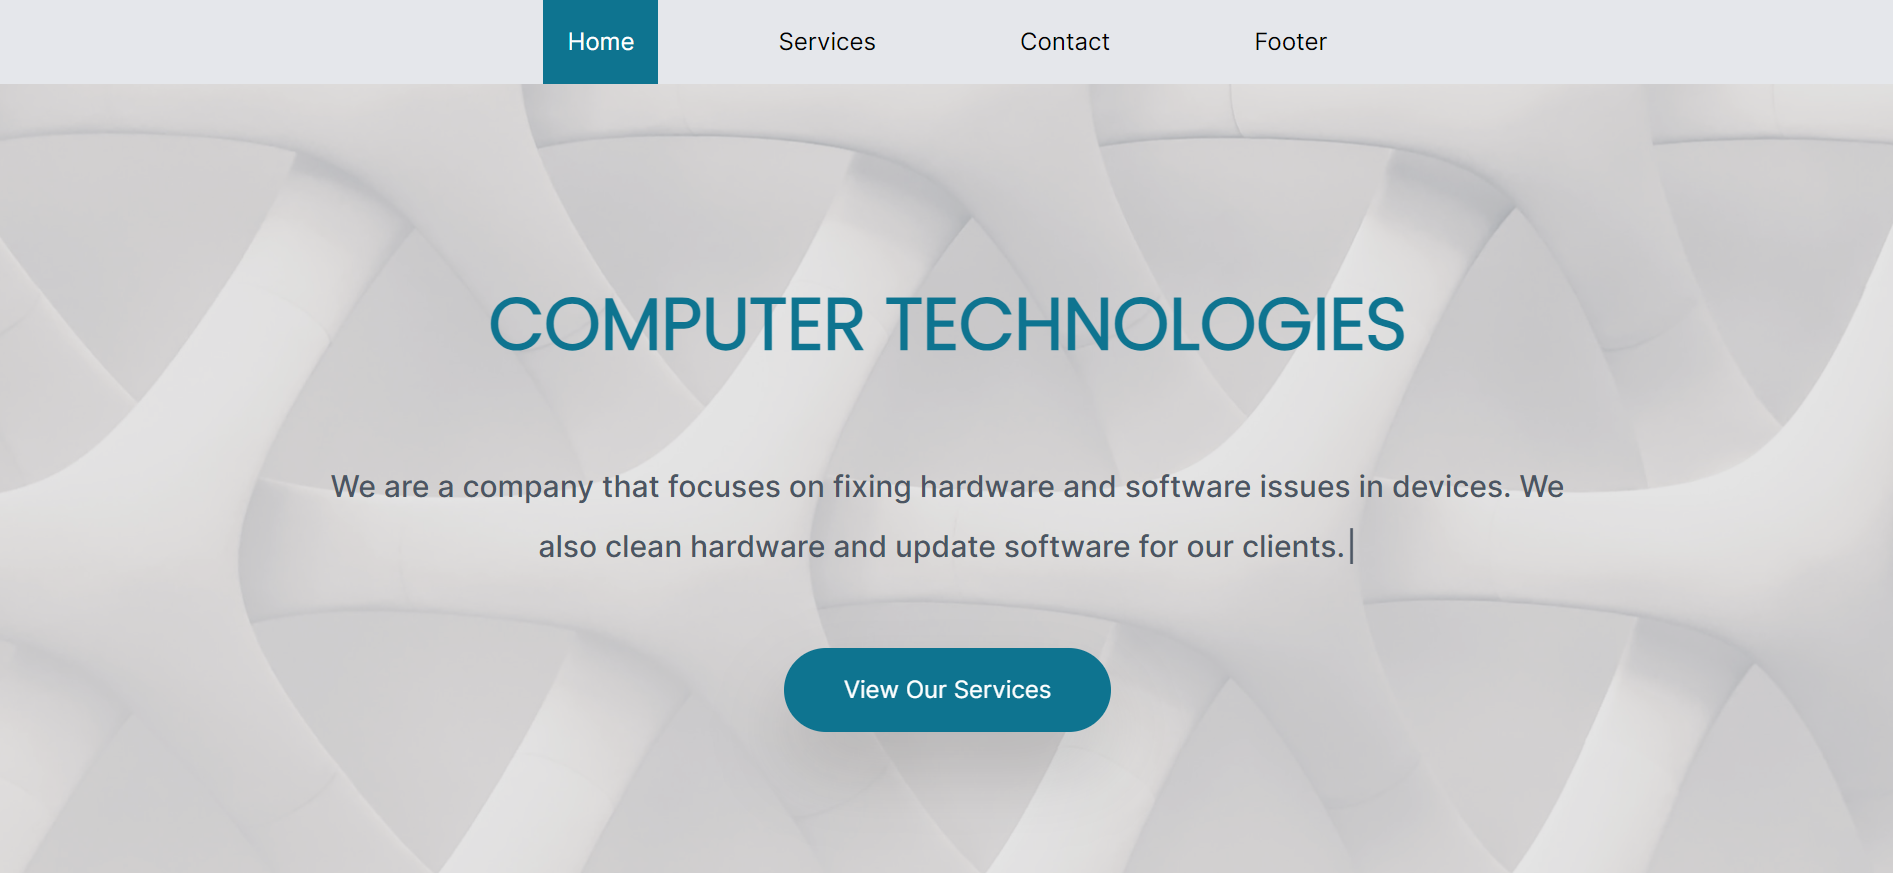 Home Services Contact Footer
COMPUTER TECHNOLOGIES
We are a company that focuses on fixing hardware and software issues in devices. We
also clean hardware and update software for our clients.
View Our Services